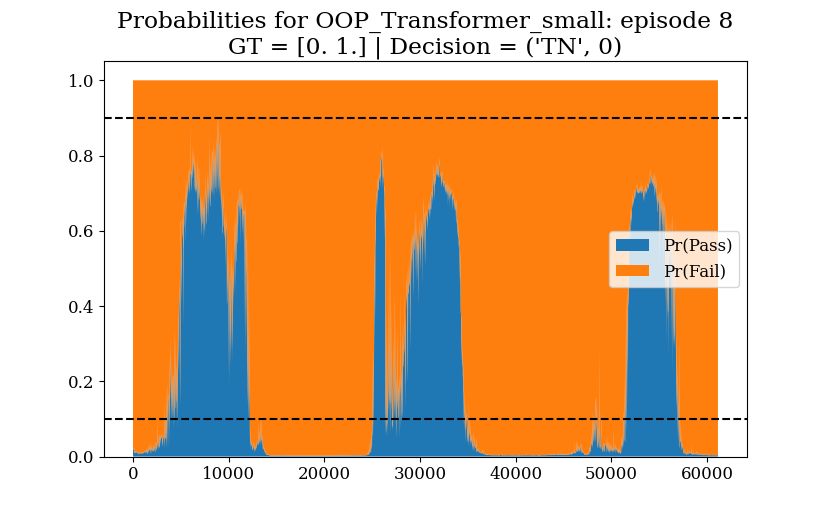 Probabilities for OOP_Transformer_small: episode 8
GT = [0. 1.] | Decision = ('TN', 0)
1.0
0.8
0.6
0.4
0.2
0.0
Pr(Pass)
Pr(Fail)
0 10000 20000 30000 40000 50000 60000